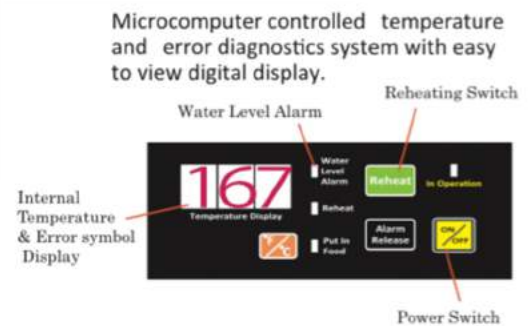 Microcomputer controlled temperature
and error diagnostics system with easy
to view digital display.
Reheating Switch
Water Level Alarm
Internal
Temperature
& Error symbol
Display
167
Temperature Display
°F/°C
Water
Level
Alarm
Reheat
Put In
Food
Reheat
In Operation
Alarm
Release
ON/OFF
Power Switch